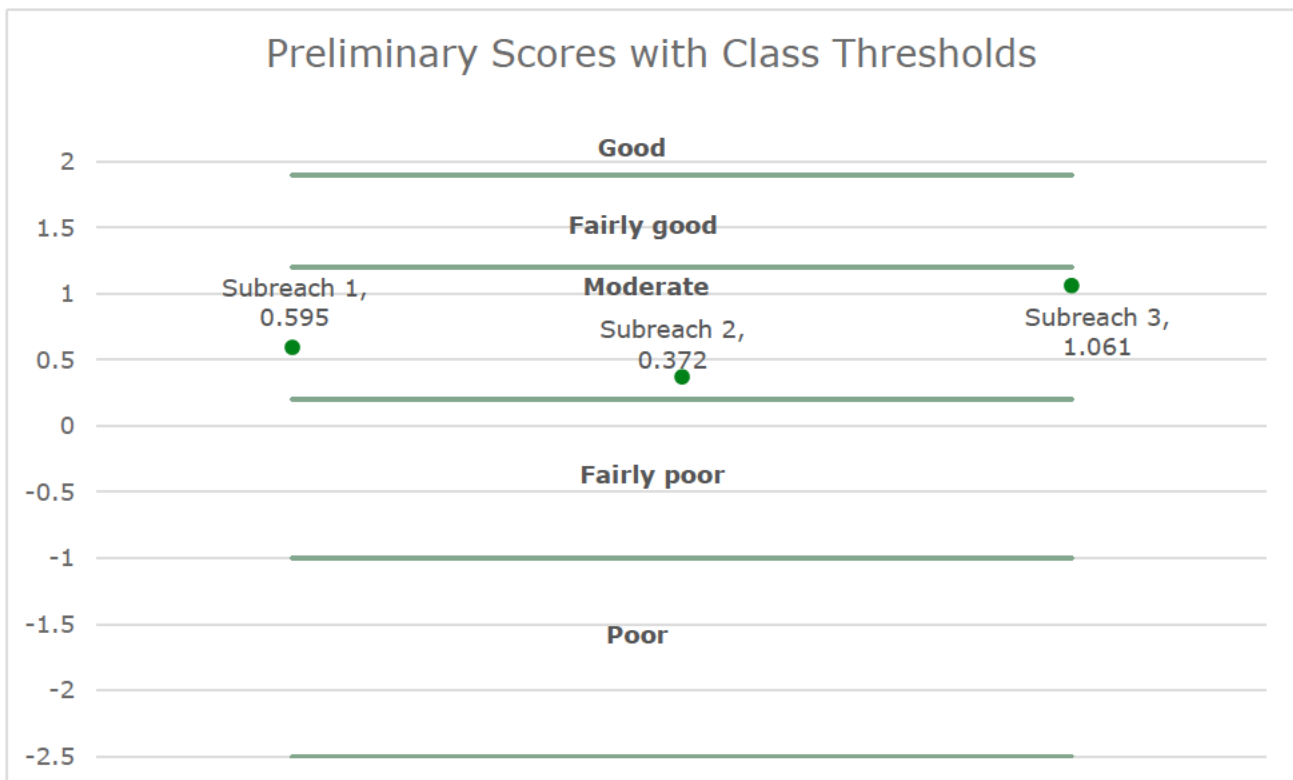 Preliminary Scores with Class Thresholds
Good
2
Fairly good
1.5
Moderate
Subreach 1,
0.595
1
Subreach 2,
0.372
Subreach 3,
1.061
0.5
0
Fairly poor
-0.5
-1
-1.5
Poor
-2
-2.5